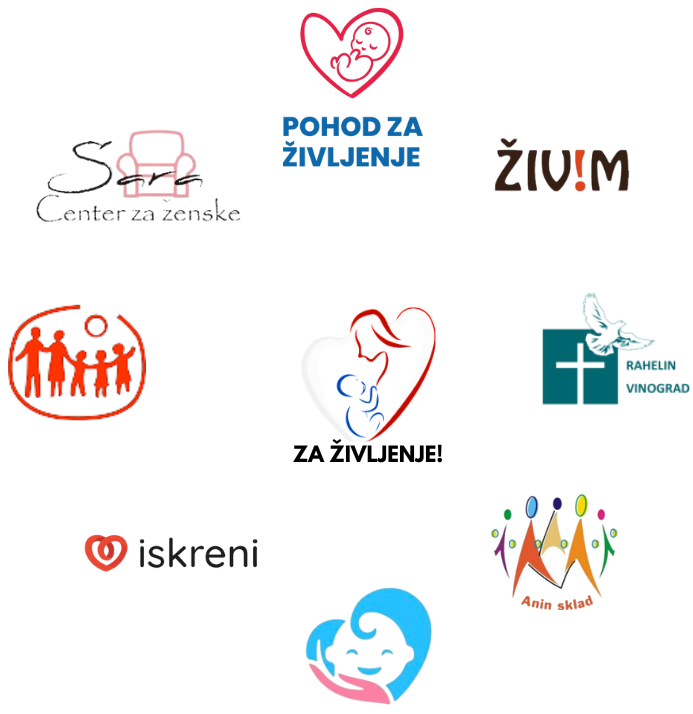 POHOD ZA
ŽIVLJENJE
Sara
Center za ženske
ŽIV!M
RAHELIN
VINOGRAD
ZA ŽIVLJENJE!
iskreni
Anin sklad